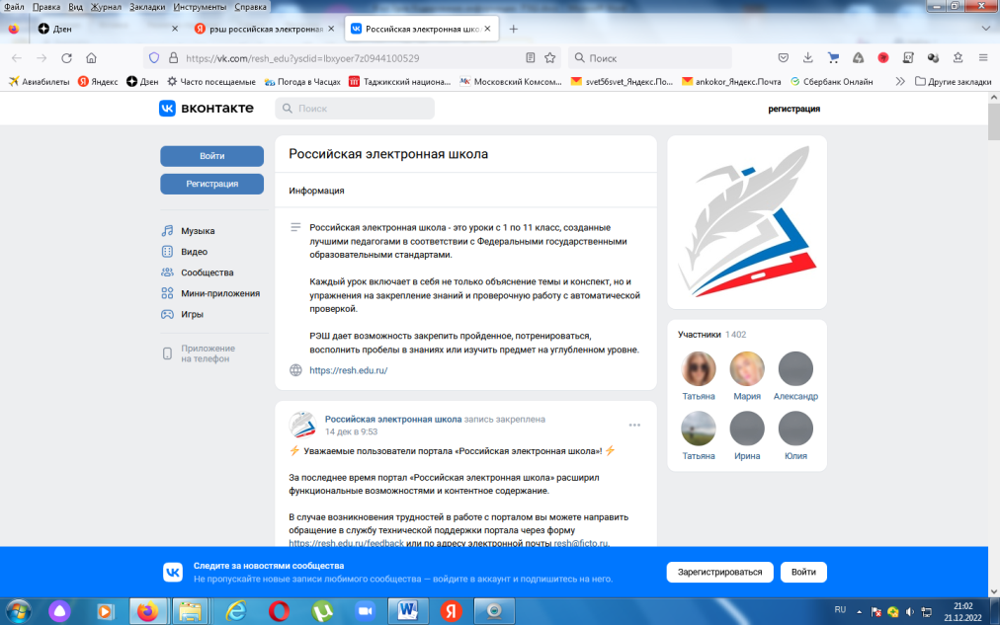 Файл Правка Вид Журнал Закладки Инструменты Справка
Дзен
рэш российская электронная
Российская электронная шко
https://vk.com/resh_edu?ysclid=lbxyoer7z0944100529
Поиск
Авиабилеты Яндекс Дзен Часто посещаемые Погода в Часцах Таджикский национа... Московский Комсом... svet56svet_Яндекс.По... ankokor_Яндекс.Почта Сбербанк Онлайн Другие закладки
вконтакте
Поиск
регистрация
Войти
Регистрация
Музыка
Видео
Сообщества
Мини-приложения
Игры
Приложение
на телефон
Российская электронная школа
Информация
Российская электронная школа - это уроки с 1 по 11 класс, созданные
лучшими педагогами в соответствии с Федеральными государственными
образовательными стандартами.
Каждый урок включает в себя не только объяснение темы и конспект, но и
упражнения на закрепление знаний и проверочную работу с автоматической
проверкой.
РЭШ дает возможность закрепить пройденное, потренироваться,
восполнить пробелы в знаниях или изучить предмет на углубленном уровне.
https://resh.edu.ru/
Российская электронная школа запись закреплена
14 дек в 9:53
⚡ Уважаемые пользователи портала «Российская электронная школа»! ⚡
За последнее время портал «Российская электронная школа» расширил
функциональные возможности и контентное содержание.
В случае возникновения трудностей в работе с порталом вы можете направить
обращение в службу технической поддержки портала через форму
https://resh.edu.ru/feedback или по адресу электронной почты resh@ficto.ru.
Участники 1 402
Татьяна Мария Александр
Татьяна Ирина Юлия
Следите за новостями сообщества
Не пропускайте новые записи любимого сообщества — войдите в аккаунт и подпишитесь на него.
Зарегистрироваться
Войти
RU
21:02
21.12.2022